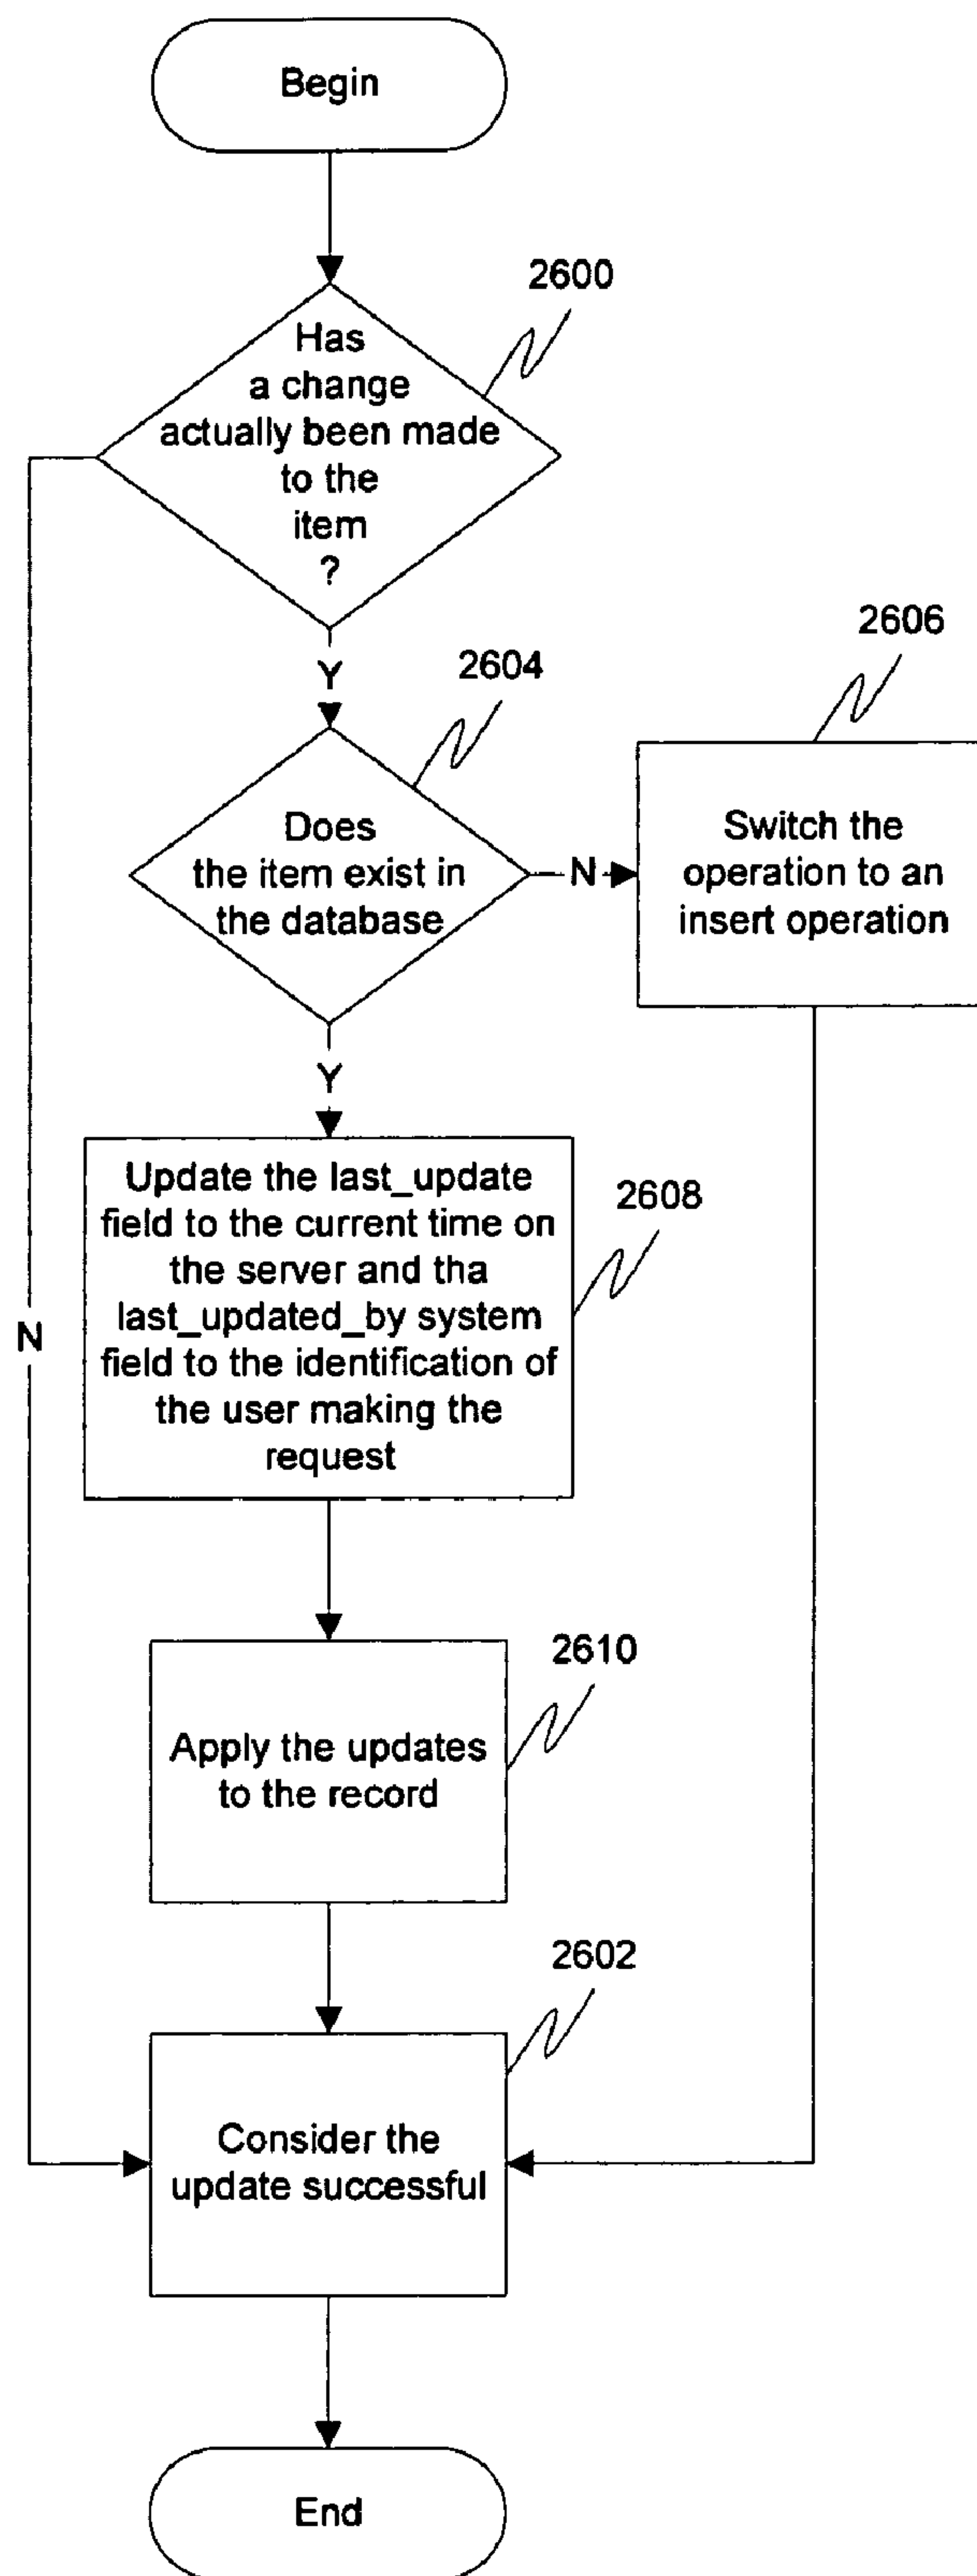 Begin
2600
Has
a change
actually been made
to the
item
?
Y
2604
2606
Does
the item exist in
the database
N
Switch the
operation to an
insert operation
Y
Update the last_update
field to the current time on
the server and tha
last_updated_by system
field to the identification of
the user making the
request
2608
N
2610
Apply the updates
to the record
2602
Consider the
update successful
End